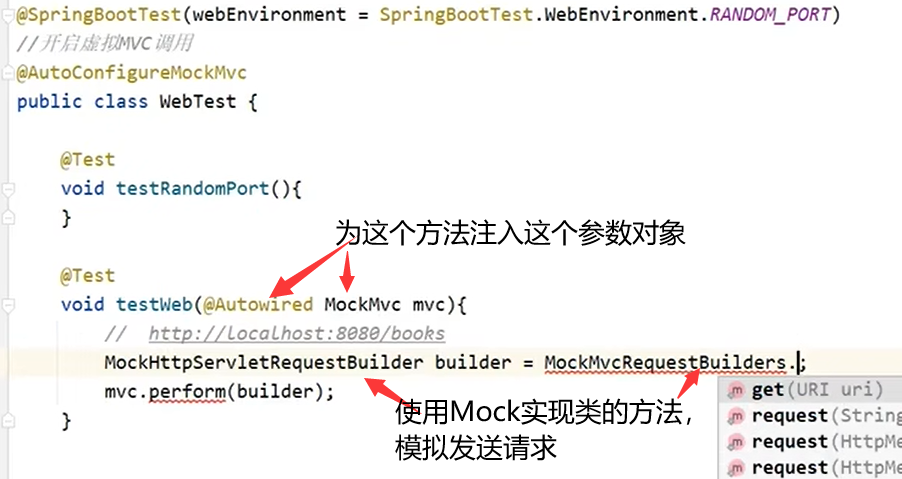 @SpringBootTest(webEnvironment = SpringBootTest.WebEnvironment.RANDOM_PORT)
//开启虚拟MVC调用
@AutoConfigureMockMvc
public class WebTest {
@Test
void testRandomPort(){
}
为这个方法注入这个参数对象
@Test
void testWeb(@Autowired MockMvc mvc){
// http://localhost:8080/books
MockHttpServletRequestBuilder builder = MockMvcRequestBuilders.;
mvc.perform(builder);
}
get(URI uri)
request(String
request(HttpMe
request(HttpMe
使用Mock实现类的方法，
模拟发送请求